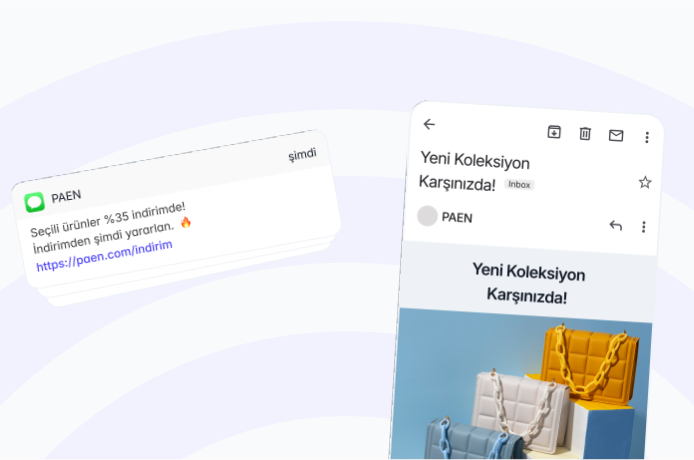 PAEN
şimdi
Seçili ürünler %35 indirimde!
İndirimden şimdi yararlan. 🔥
https://paen.com/indirim
Yeni Koleksiyon
Karşınızda! Inbox
PAEN
Yeni Koleksiyon
Karşınızda!